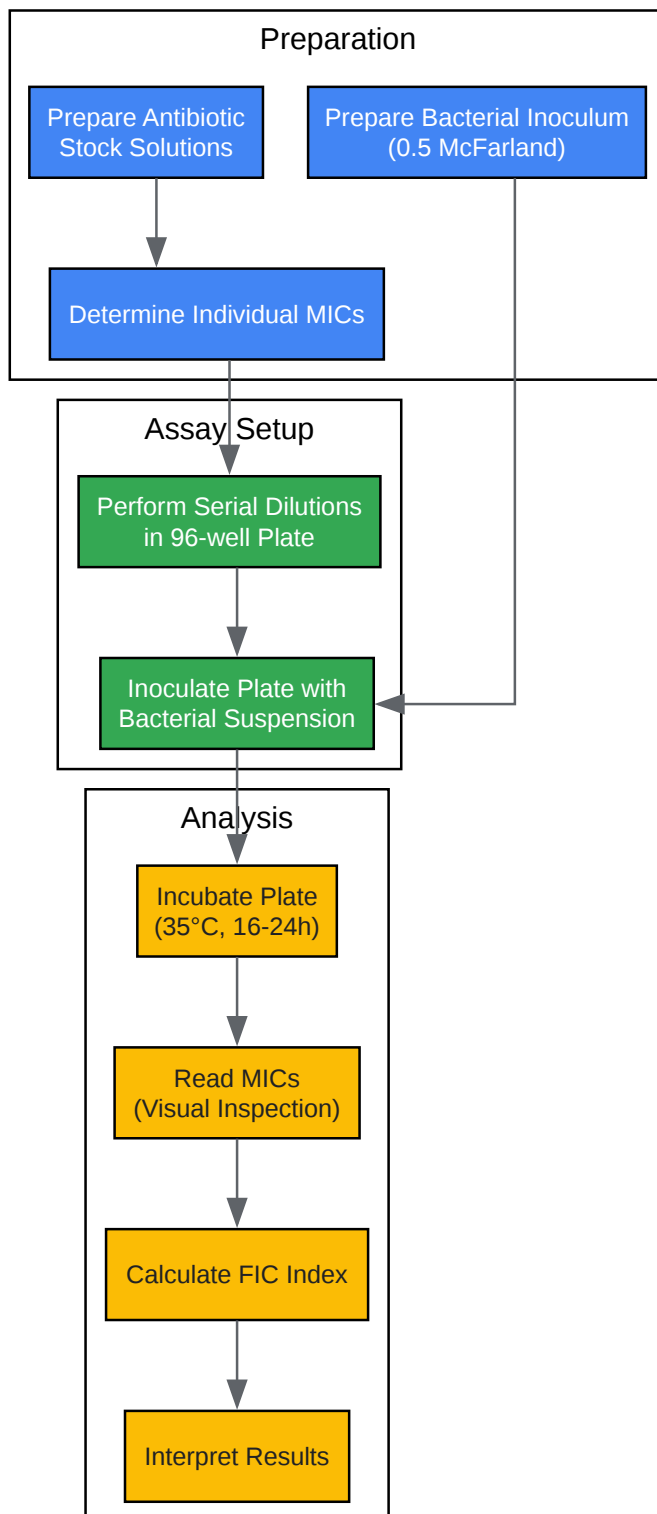 Preparation
Prepare Antibiotic
Stock Solutions
Prepare Bacterial Inoculum
(0.5 McFarland)
Determine Individual MICs
Assay Setup
Perform Serial Dilutions
in 96-well Plate
Inoculate Plate with
Bacterial Suspension
Analysis
Incubate Plate
(35°C, 16-24h)
Read MICs
(Visual Inspection)
Calculate FIC Index
Interpret Results